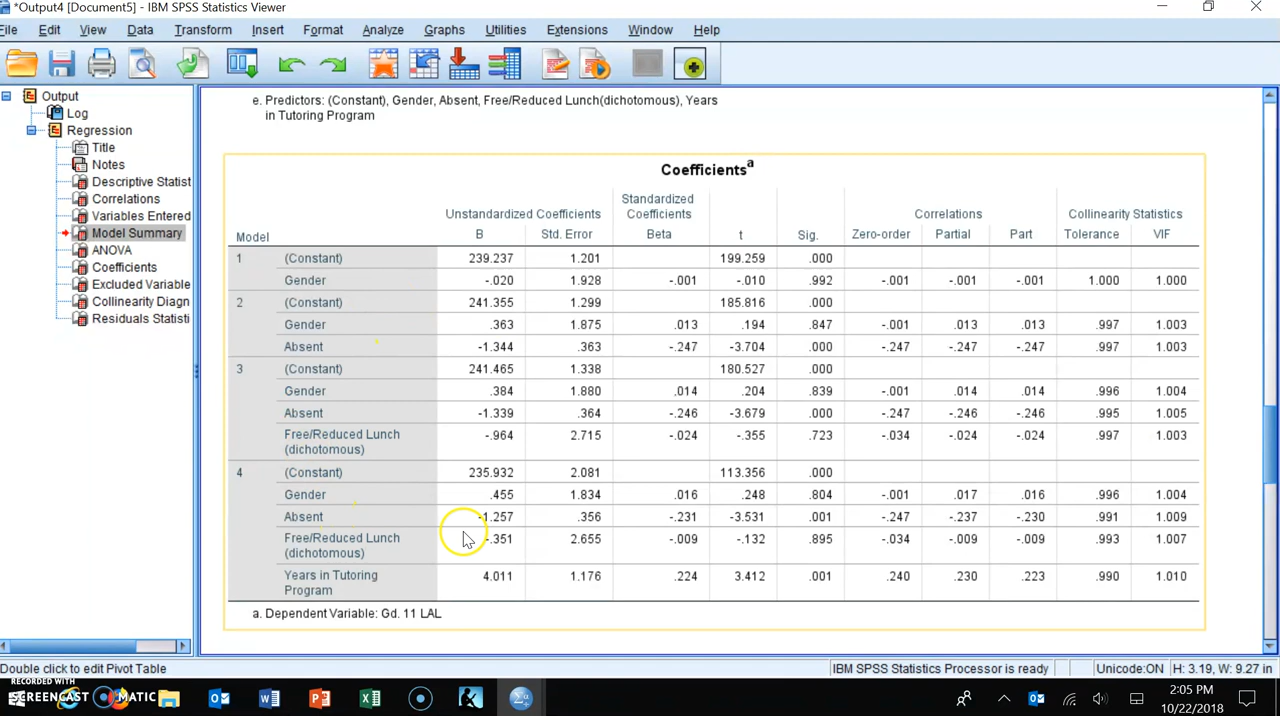 *Output4 [Document5] - IBM SPSS Statistics Viewer
File Edit View Data Transform Insert Format Analyze Graphs Utilities Extensions Window Help
Output
Log
Regression
Title
Notes
Descriptive Statist
Correlations
Variables Entered
Model Summary
ANOVA
Coefficients
Excluded Variable
Collinearity Diagn
Residuals Statisti
e. Predictors: (Constant), Gender, Absent, Free/Reduced Lunch(dichotomous), Years
in Tutoring Program
Coefficientsa
Unstandardized Coefficients Standardized Coefficients Correlations Collinearity Statistics
Model B Std. Error Beta t Sig. Zero-order Partial Part Tolerance VIF
1 (Constant) 239.237 1.201 199.259 .000
Gender -.020 1.928 -.001 -.010 .992 -.001 -.001 -.001 1.000 1.000
2 (Constant) 241.355 1.299 185.816 .000
Gender .363 1.875 .013 .194 .847 -.001 .013 .013 .997 1.003
Absent -1.344 .363 -.247 -3.704 .000 -.247 -.247 -.247 .997 1.003
3 (Constant) 241.465 1.338 180.527 .000
Gender .384 1.880 .014 .204 .839 -.001 .014 .014 .996 1.004
Absent -1.339 .364 -.246 -3.679 .000 -.247 -.246 -.246 .995 1.005
Free/Reduced Lunch -.964 2.715 -.024 -.355 .723 -.034 -.024 -.024 .997 1.003
(dichotomous)
4 (Constant) 235.932 2.081 113.356 .000
Gender .455 1.834 .016 .248 .804 -.001 .017 .016 .996 1.004
Absent -1.257 .356 -.231 -3.531 .001 -.247 -.237 -.230 .991 1.009
Free/Reduced Lunch -.351 2.655 -.009 -.132 .895 -.034 -.009 -.009 .993 1.007
(dichotomous)
Years in Tutoring 4.011 1.176 .224 3.412 .001 .240 .230 .223 .990 1.010
Program
a. Dependent Variable: Gd. 11 LAL
Double click to edit Pivot Table IBM SPSS Statistics Processor is ready Unicode:ON H: 3.19, W: 9.27 in
RECORDED WITH
SCREENCAST MATIC
2:05 PM
10/22/2018